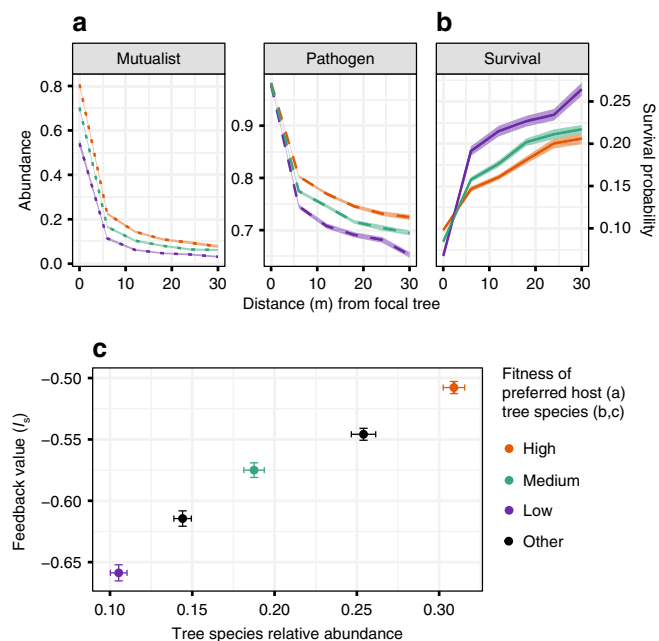 a
b
Mutualist
Pathogen
Survival
0.8
0.6
0.4
0.2
0.0
Abundance
0.9
0.8
0.7
0.25
0.20
0.15
0.10
Survival probability
0 10 20 30
0 10 20 30
0 10 20 30
Distance (m) from focal tree
c
−0.50
−0.55
−0.60
−0.65
Feedback value (Is)
0.10 0.15 0.20 0.25 0.30
Tree species relative abundance
Fitness of
preferred host (a)
tree species (b,c)
High
Medium
Low
Other